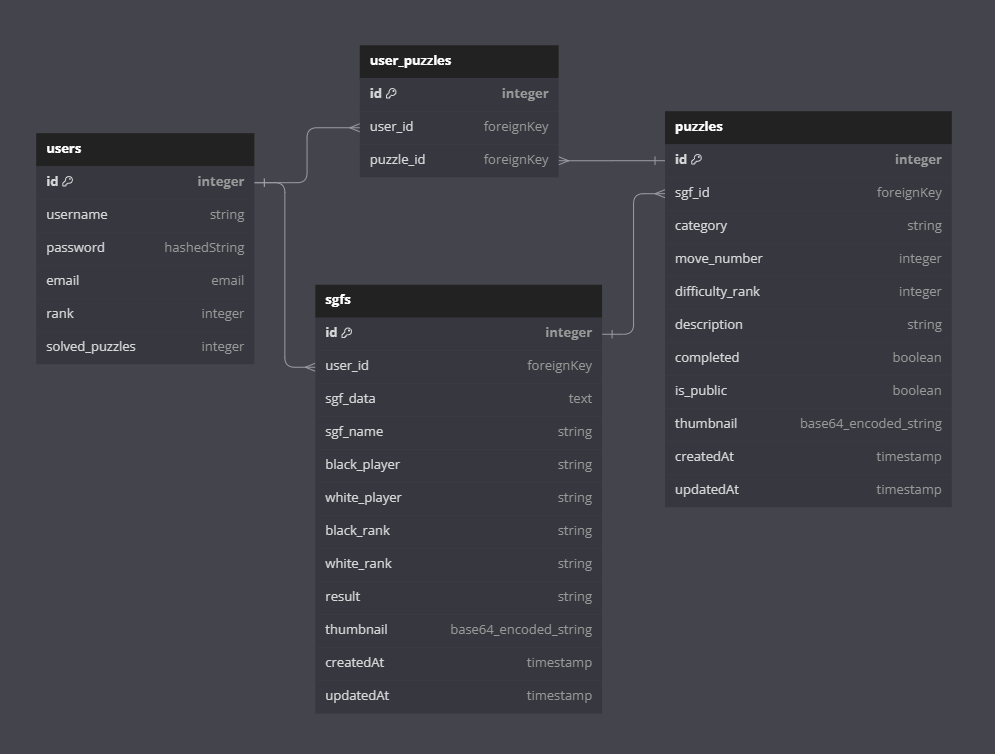 user_puzzles
id integer
user_id foreignKey
puzzle_id foreignKey
users
id integer
username string
password hashedString
email email
rank integer
solved_puzzles integer
puzzles
id integer
sgf_id foreignKey
category string
move_number integer
difficulty_rank integer
description string
completed boolean
is_public boolean
thumbnail base64_encoded_string
createdAt timestamp
updatedAt timestamp
sgfs
id integer
user_id foreignKey
sgf_data text
sgf_name string
black_player string
white_player string
black_rank string
white_rank string
result string
thumbnail base64_encoded_string
createdAt timestamp
updatedAt timestamp